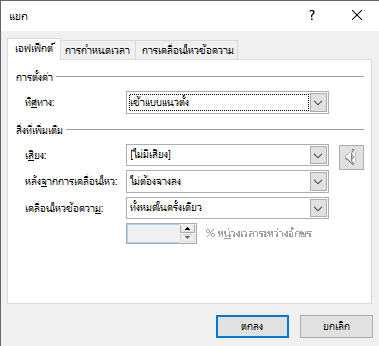 แยก
เอฟเฟ็กต์ การกำหนดเวลา การเคลื่อนไหวข้อความ
การตั้งค่า
ทิศทาง: เข้าแบบแนวตั้ง
สิ่งที่เพิ่มเติม
เสียง: [ไม่มีเสียง]
หลังจากการเคลื่อนไหว: ไม่ต้องจางลง
เคลื่อนไหวข้อความ: ทั้งหมดในครั้งเดียว
% หน่วงเวลาระหว่างอักษร
ตกลง ยกเลิก